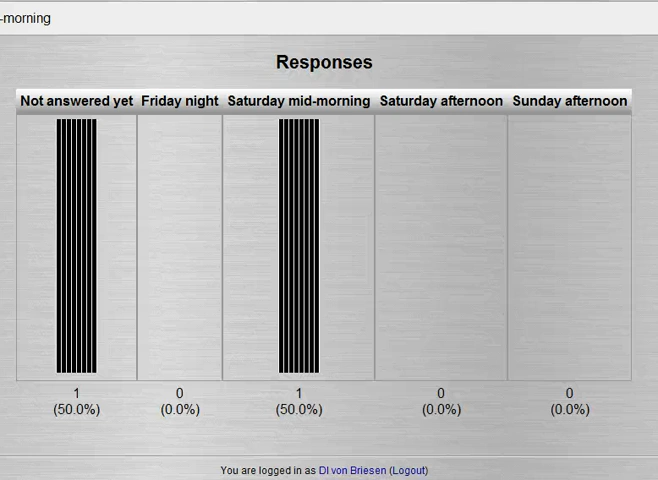 -morning
Responses
Not answered yet Friday night Saturday mid-morning Saturday afternoon Sunday afternoon
1 0 1 0 0
(50.0%) (0.0%) (50.0%) (0.0%) (0.0%)
You are logged in as DI von Briesen (Logout)